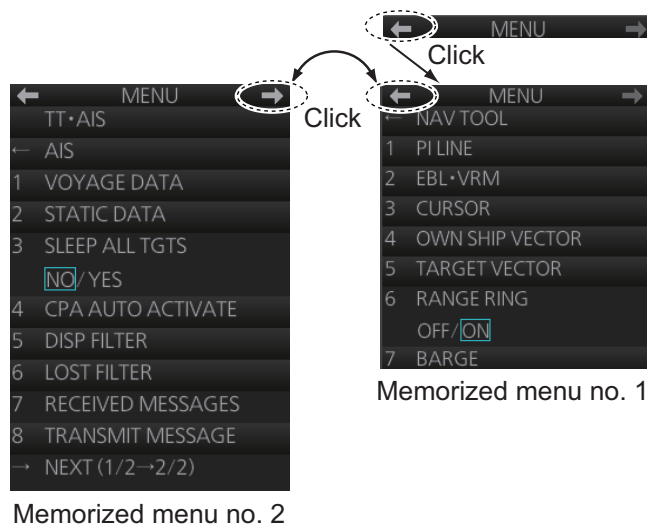 ← MENU →
Click
← MENU →
TT•AIS
← AIS
1 VOYAGE DATA
2 STATIC DATA
3 SLEEP ALL TGTS
NO/YES
4 CPA AUTO ACTIVATE
5 DISP FILTER
6 LOST FILTER
7 RECEIVED MESSAGES
8 TRANSMIT MESSAGE
→ NEXT (1/2→2/2)
Memorized menu no. 2
Click
← MENU →
← NAV TOOL
1 PI LINE
2 EBL•VRM
3 CURSOR
4 OWN SHIP VECTOR
5 TARGET VECTOR
6 RANGE RING
OFF/ON
7 BARGE
Memorized menu no. 1